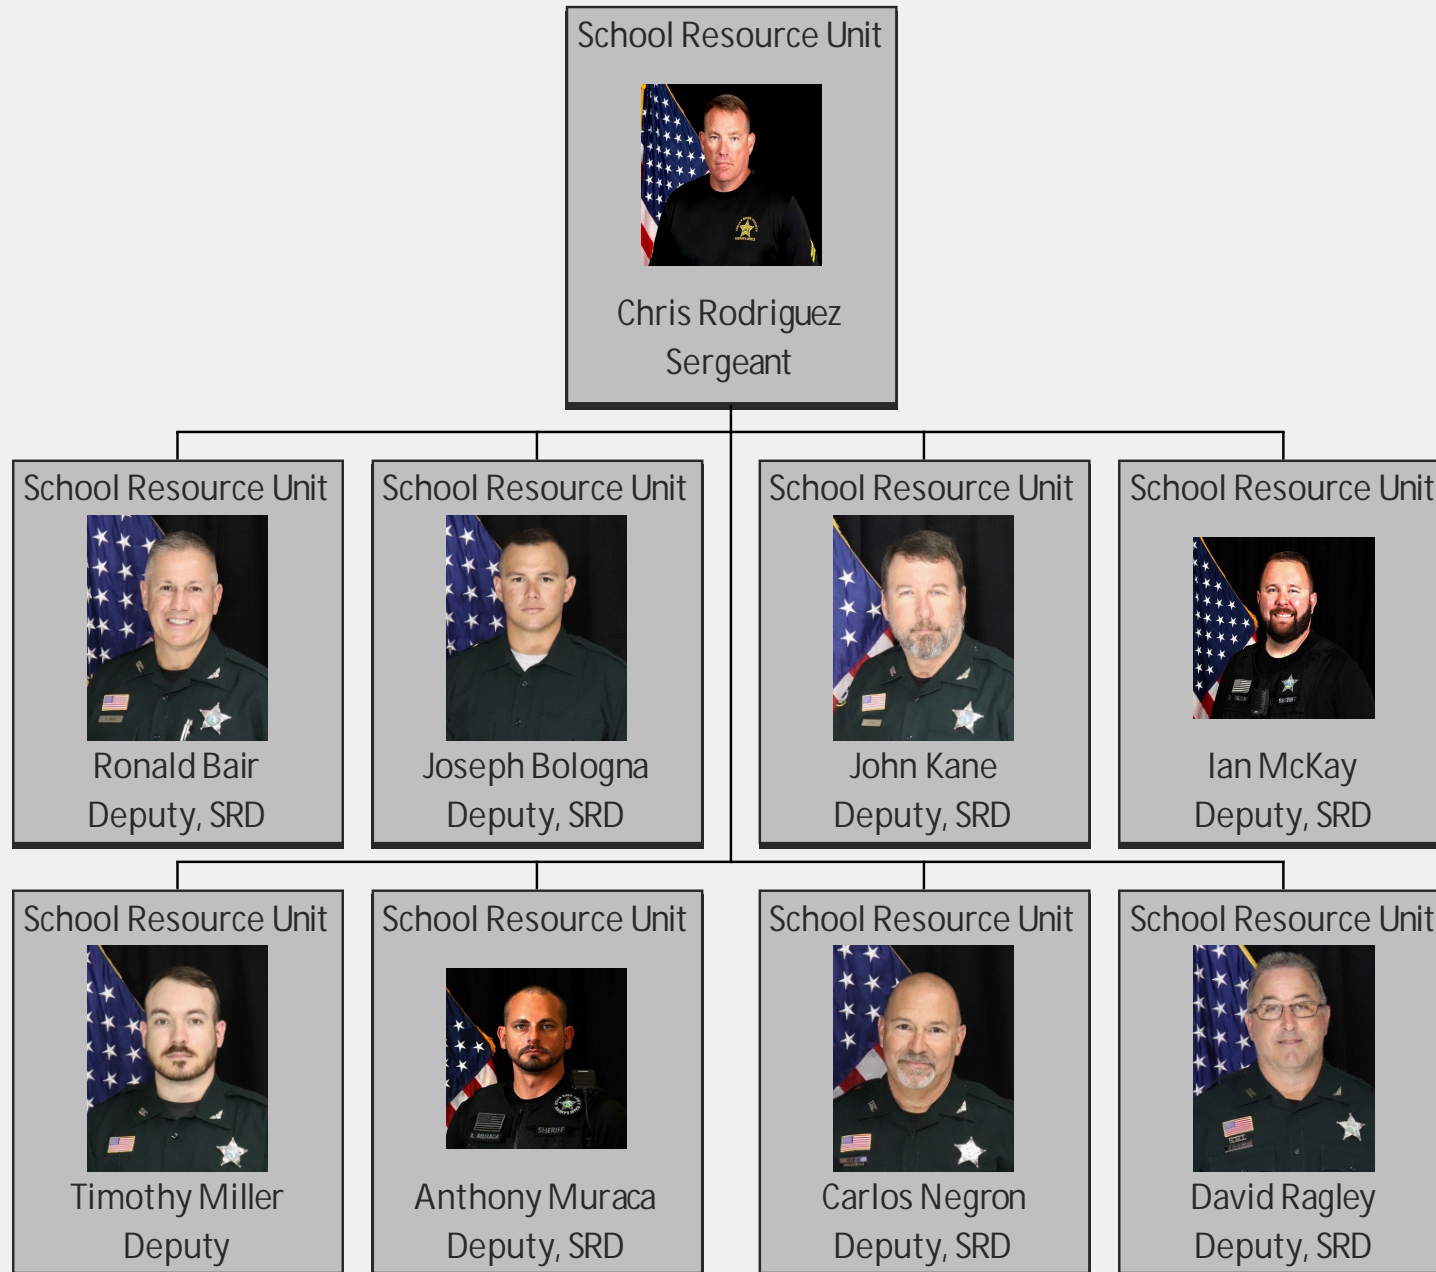 School Resource Unit
Chris Rodriguez
Sergeant
School Resource Unit
Ronald Bair
Deputy, SRD
School Resource Unit
Joseph Bologna
Deputy, SRD
School Resource Unit
John Kane
Deputy, SRD
School Resource Unit
SHERIFF
Ian McKay
Deputy, SRD
School Resource Unit
Timothy Miller
Deputy
School Resource Unit
A. MURACA
SHERIFF
Anthony Muraca
Deputy, SRD
School Resource Unit
Carlos Negron
Deputy, SRD
School Resource Unit
David Ragley
Deputy, SRD